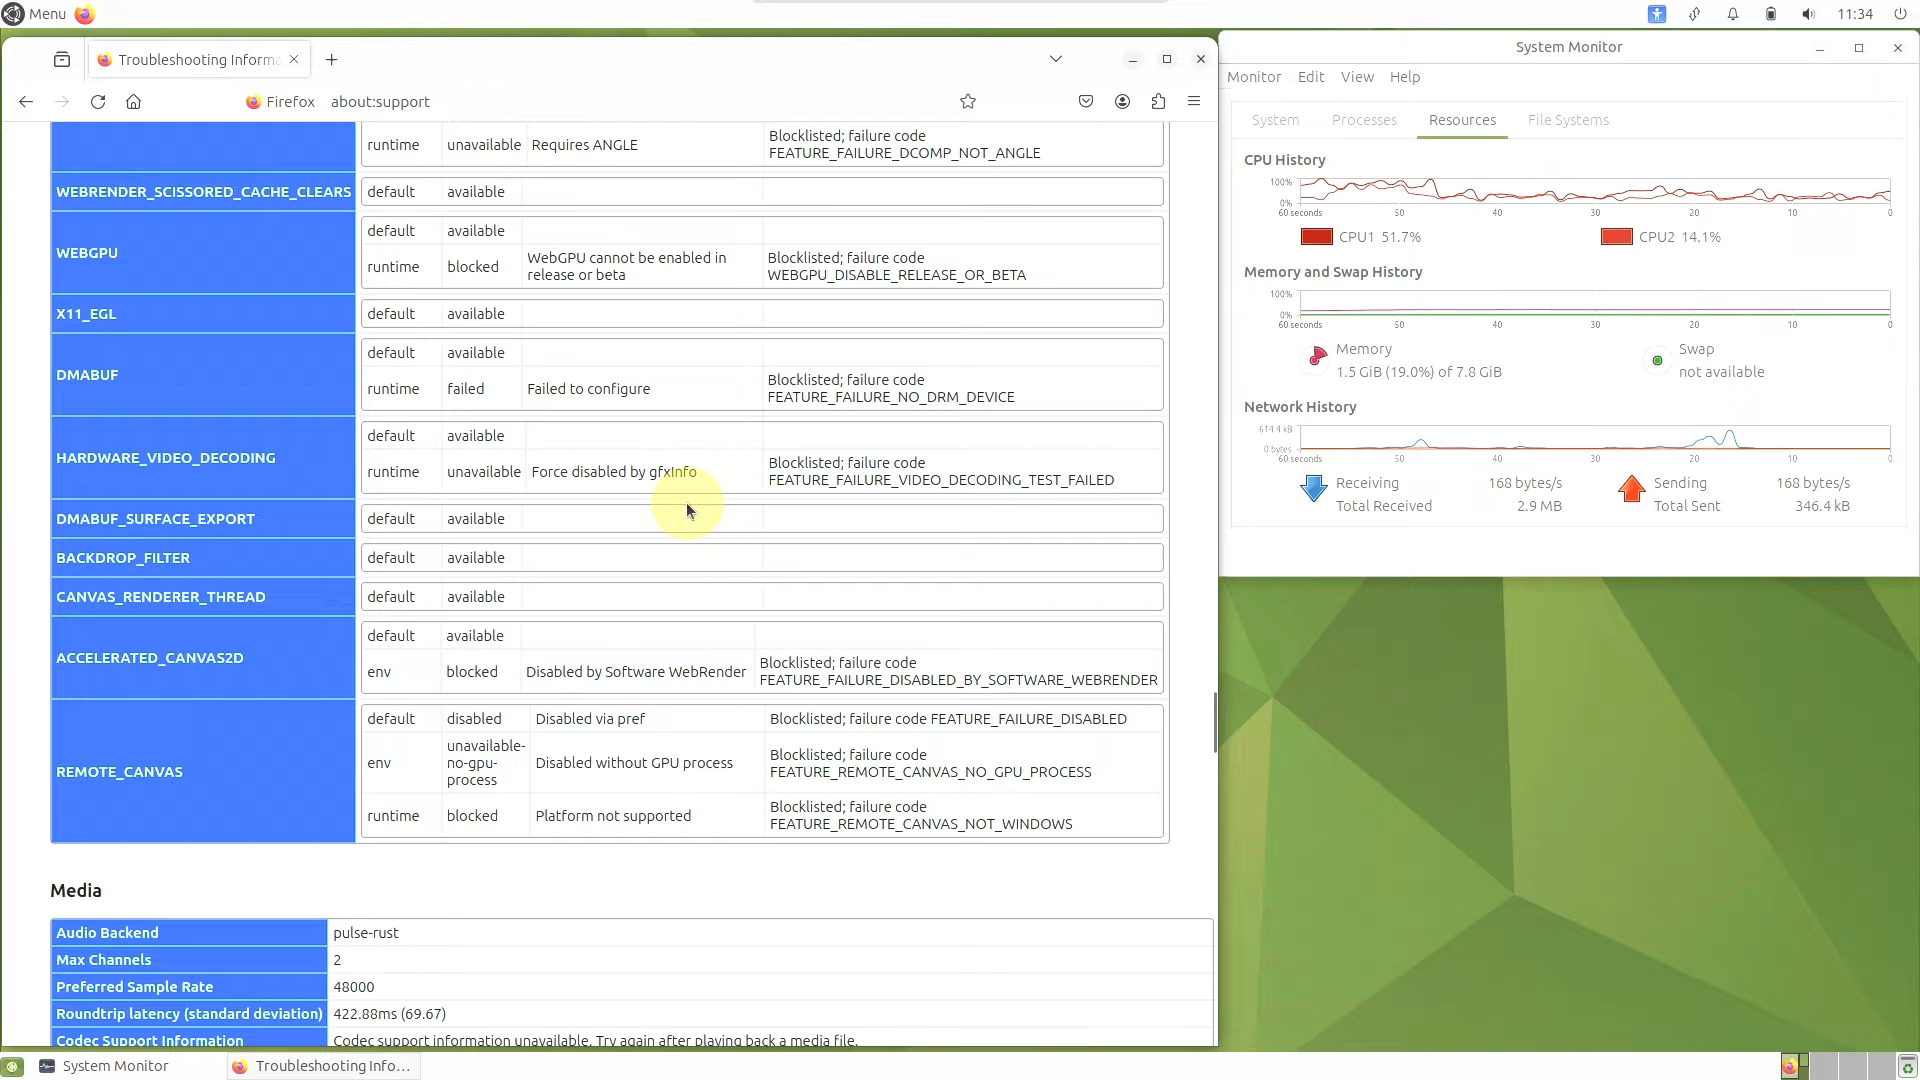 Menu
11:34
Troubleshooting Informa
Firefox about:support
runtime unavailable Requires ANGLE Blocklisted; failure code
FEATURE_FAILURE_DCOMP_NOT_ANGLE
WEBRENDER_SCISSORED_CACHE_CLEARS default available
default available
WEBGPU
runtime blocked WebGPU cannot be enabled in
release or beta
Blocklisted; failure code
WEBGPU_DISABLE_RELEASE_OR_BETA
X11_EGL default available
default available
DMABUF
runtime failed Failed to configure Blocklisted; failure code
FEATURE_FAILURE_NO_DRM_DEVICE
default available
HARDWARE_VIDEO_DECODING
runtime unavailable Force disabled by gfxInfo Blocklisted; failure code
FEATURE_FAILURE_VIDEO_DECODING_TEST_FAILED
DMABUF_SURFACE_EXPORT default available
BACKDROP_FILTER default available
CANVAS_RENDERER_THREAD default available
default available
ACCELERATED_CANVAS2D
env blocked Disabled by Software WebRender Blocklisted; failure code
FEATURE_FAILURE_DISABLED_BY_SOFTWARE_WEBRENDER
default disabled Disabled via pref Blocklisted; failure code FEATURE_FAILURE_DISABLED
REMOTE_CANVAS
env unavailable-
no-gpu-
process
Disabled without GPU process Blocklisted; failure code
FEATURE_REMOTE_CANVAS_NO_GPU_PROCESS
runtime blocked Platform not supported Blocklisted; failure code
FEATURE_REMOTE_CANVAS_NOT_WINDOWS
Media
Audio Backend pulse-rust
Max Channels 2
Preferred Sample Rate 48000
Roundtrip latency (standard deviation) 422.88ms (69.67)
Codec Support Information Codec support information unavailable. Try again after playing back a media file.
System Monitor
Monitor Edit View Help
System Processes Resources File Systems
CPU History
100%
0%
60 seconds 50 40 30 20 10 0
CPU1 51.7% CPU2 14.1%
Memory and Swap History
100%
0%
60 seconds 50 40 30 20 10 0
Memory
1.5 GiB (19.0%) of 7.8 GiB
Swap
not available
Network History
614.4 kB
0 bytes
60 seconds 50 40 30 20 10 0
Receiving 168 bytes/s
Total Received 2.9 MB
Sending 168 bytes/s
Total Sent 346.4 kB
System Monitor
Troubleshooting Info...